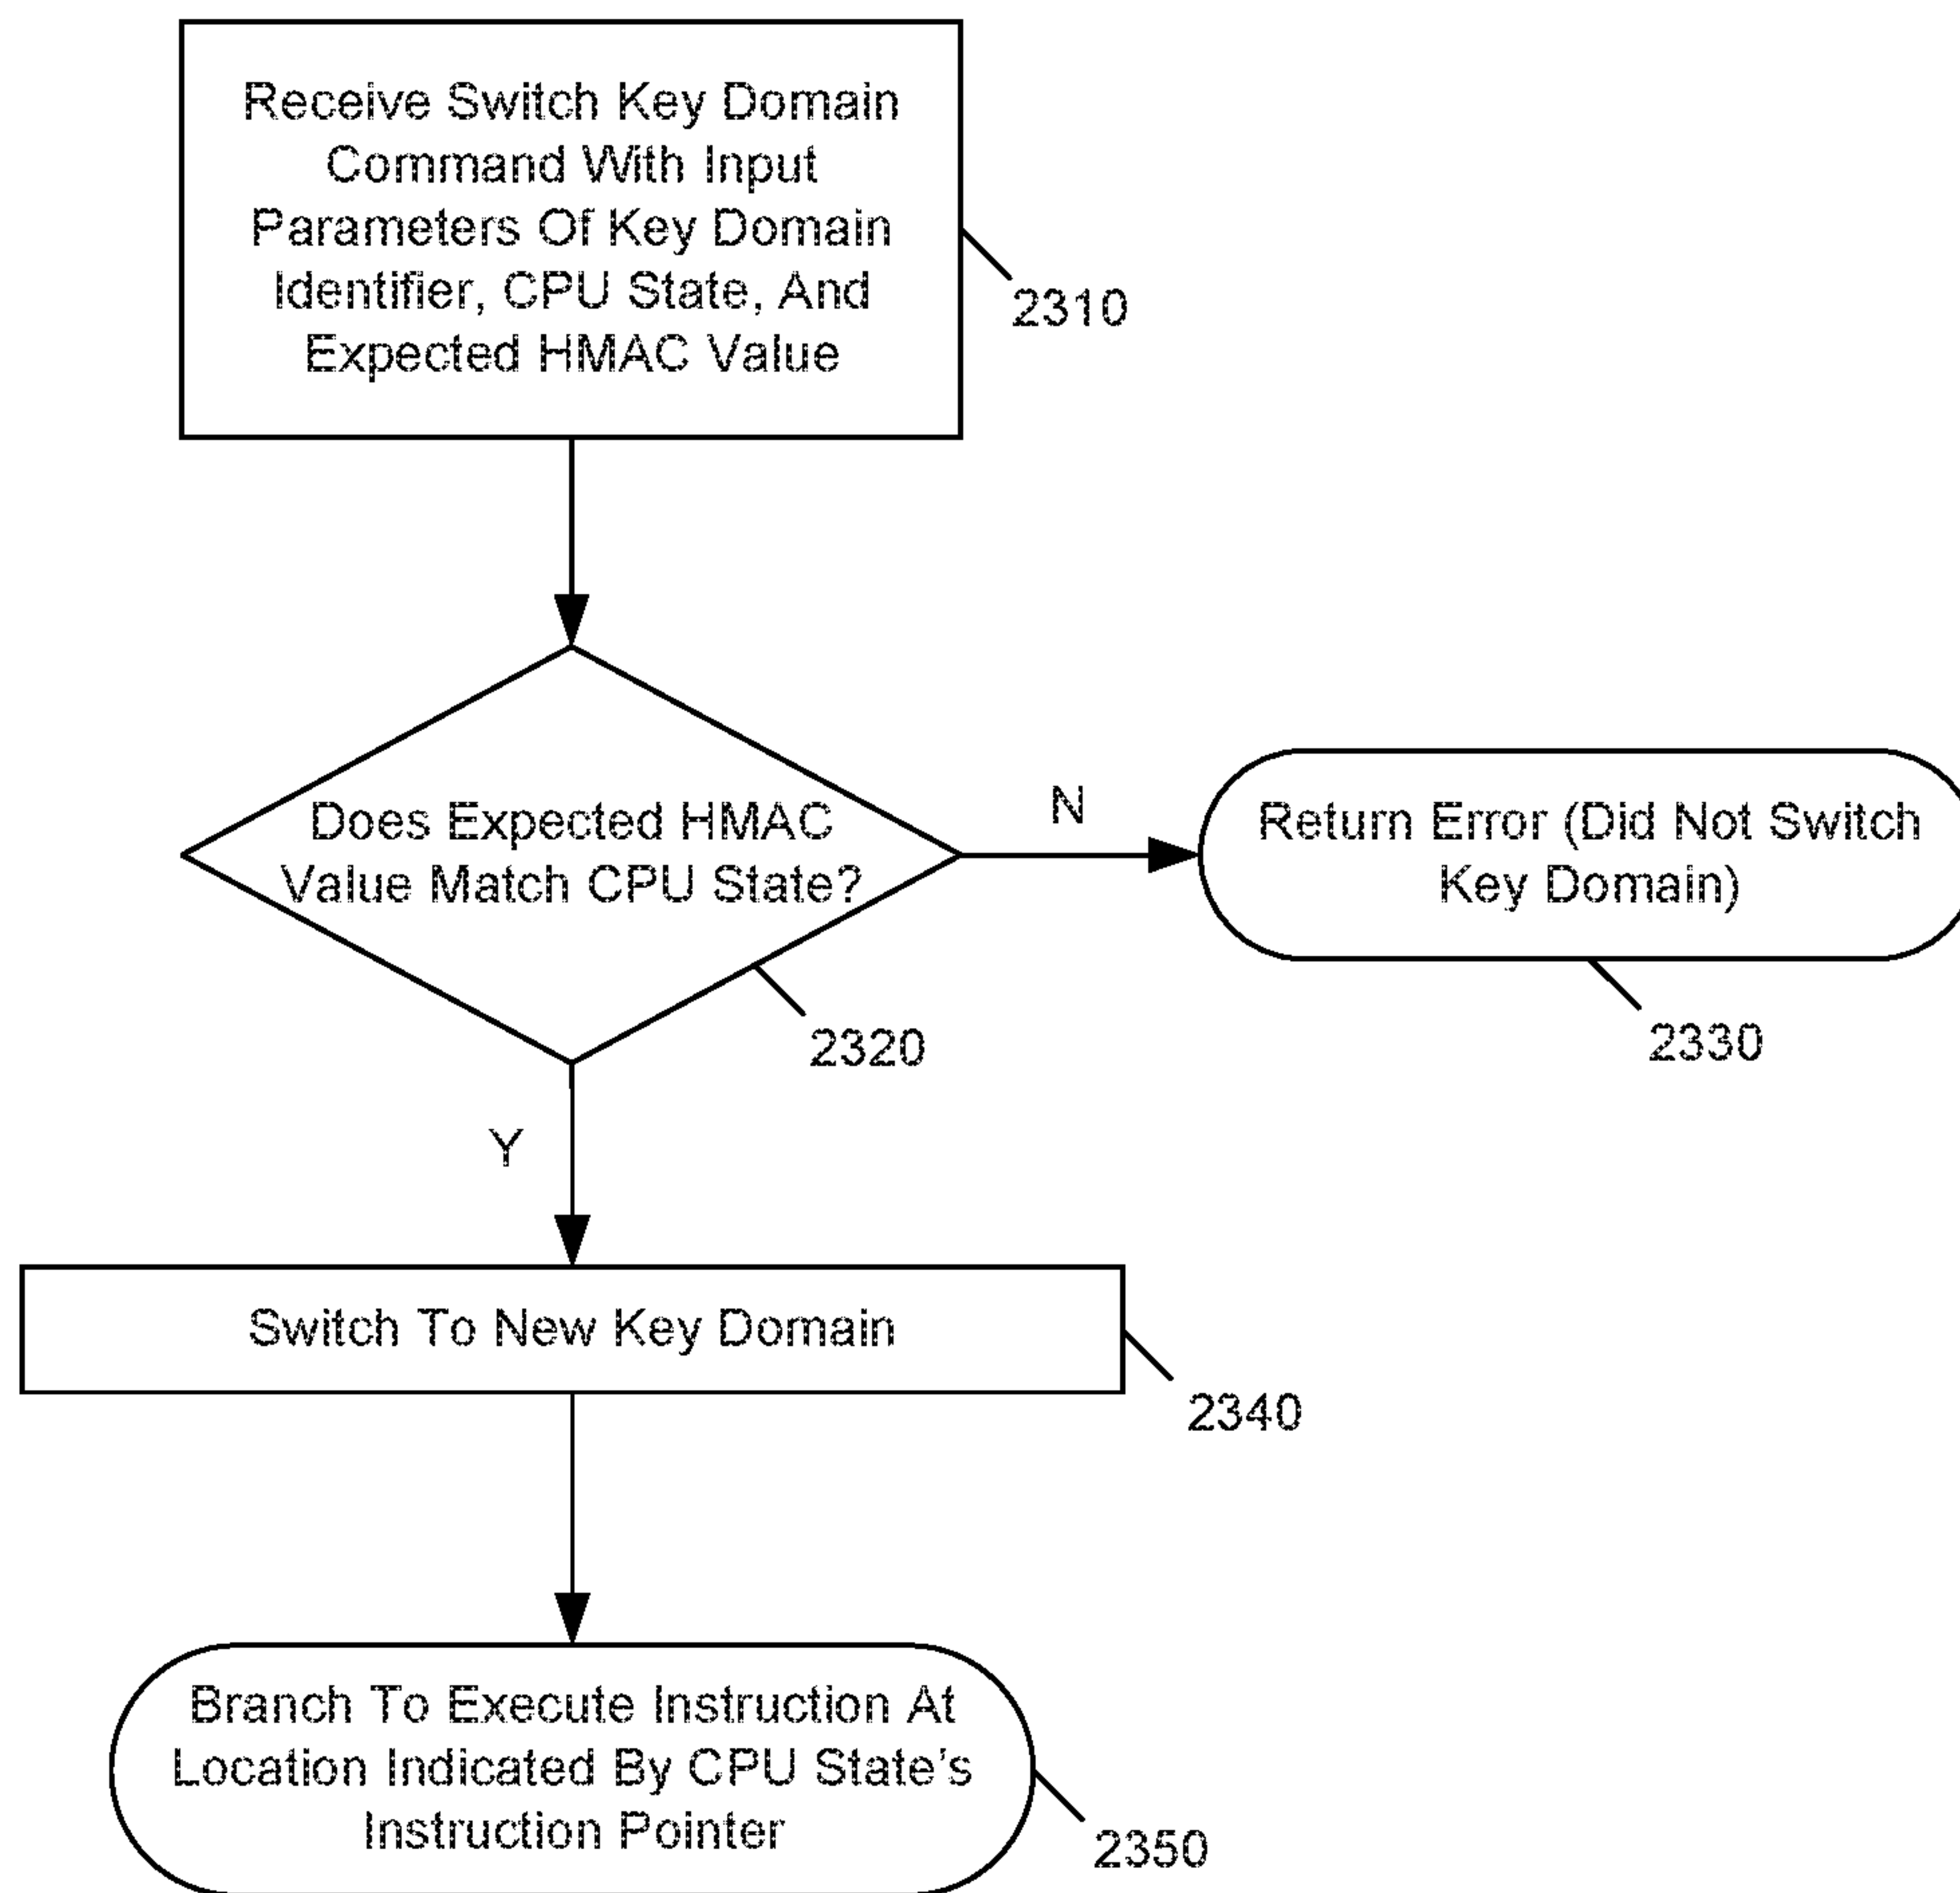 Receive Switch Key Domain
Command With Input
Parameters Of Key Domain
Identifier, CPU State, And
Expected HMAC Value
2310
Does Expected HMAC
Value Match CPU State?
N
Return Error (Did Not Switch
Key Domain)
2320
2330
Y
Switch To New Key Domain
2340
Branch To Execute Instruction At
Location Indicated By CPU State's
Instruction Pointer
2350